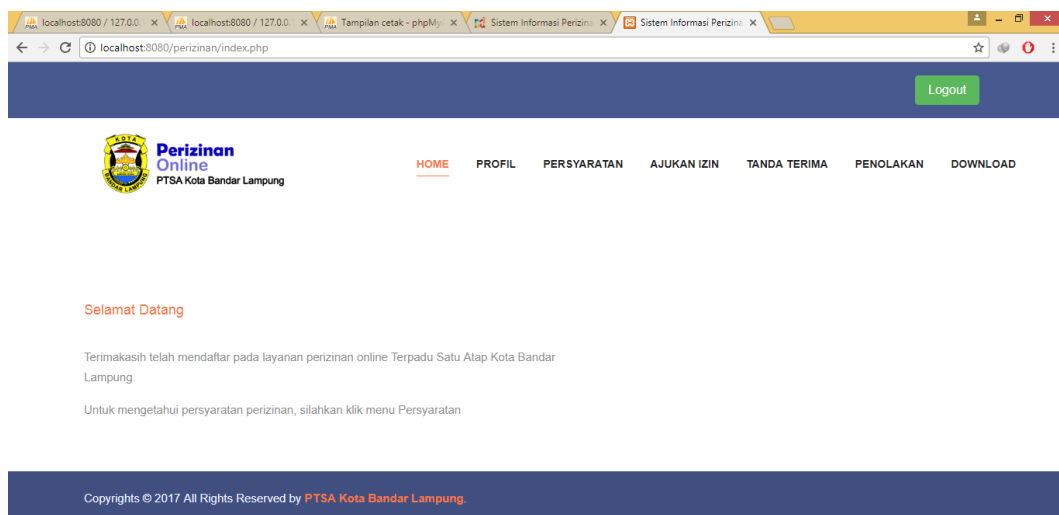 localhost:8080 / 127.0.0.
localhost:8080 / 127.0.0.
Tampilan cetak - phpMy
Sistem Informasi Perizina
Sistem Informasi Perizina
localhost:8080/perizinan/index.php
Logout
KOTA
BANDAR LAMPUNG
Perizinan
Online
PTSA Kota Bandar Lampung
HOME PROFIL PERSYARATAN AJUKAN IZIN TANDA TERIMA PENOLAKAN DOWNLOAD
Selamat Datang
Terimakasih telah mendaftar pada layanan perizinan online Terpadu Satu Atap Kota Bandar
Lampung.
Untuk mengetahui persyaratan perizinan, silahkan klik menu Persyaratan
Copyrights © 2017 All Rights Reserved by PTSA Kota Bandar Lampung.